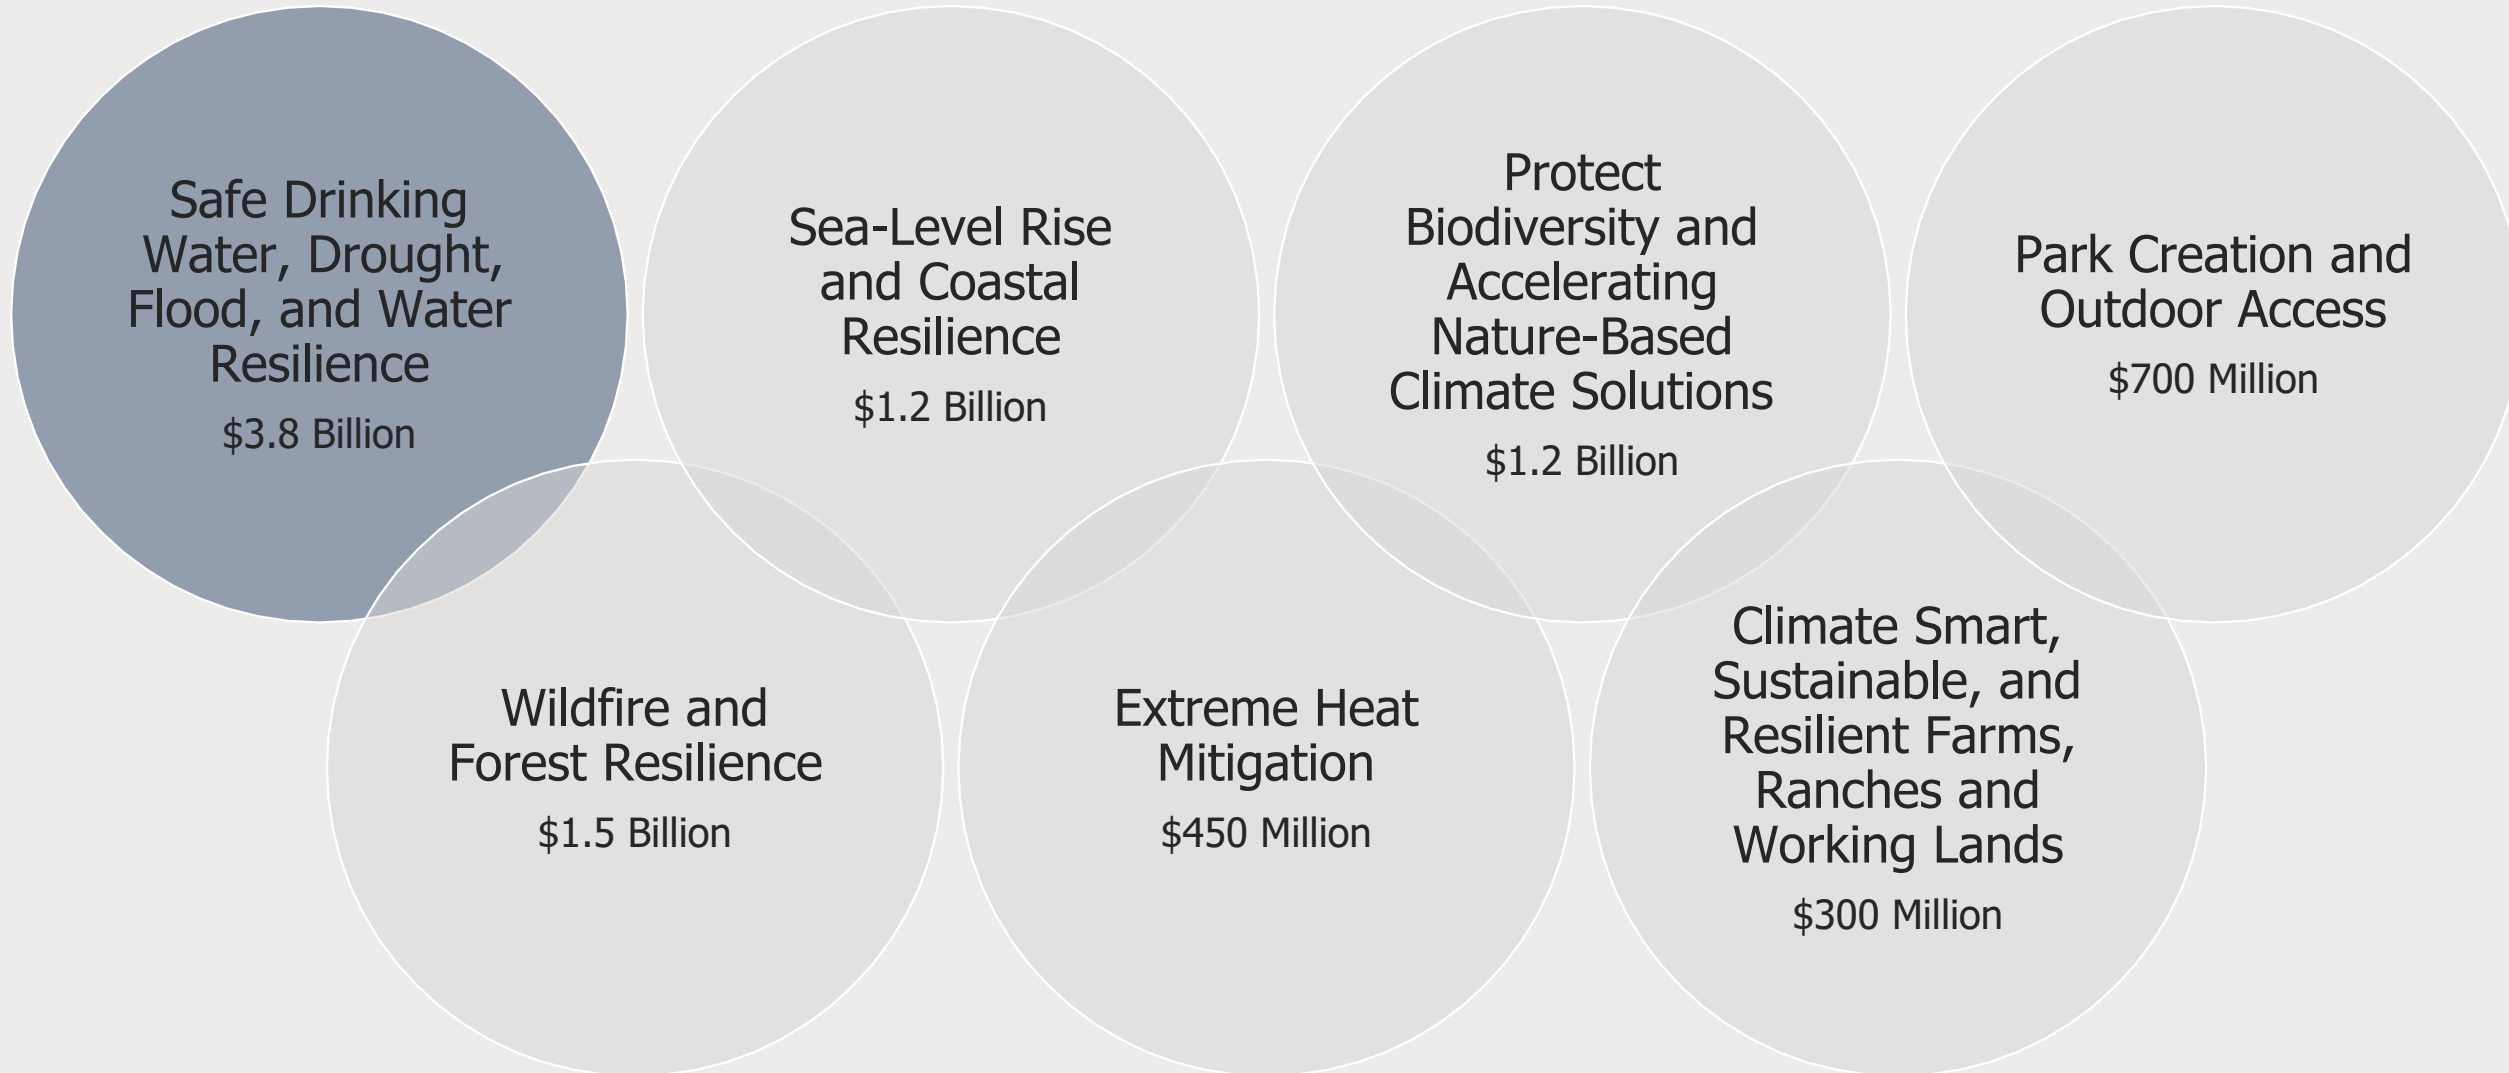 Safe Drinking
Water, Drought,
Flood, and Water
Resilience
$3.8 Billion
Wildfire and
Forest Resilience
$1.5 Billion
Sea-Level Rise
and Coastal
Resilience
$1.2 Billion
Extreme Heat
Mitigation
$450 Million
Protect
Biodiversity and
Accelerating
Nature-Based
Climate Solutions
$1.2 Billion
Climate Smart,
Sustainable, and
Resilient Farms,
Ranches and
Working Lands
$300 Million
Park Creation and
Outdoor Access
$700 Million